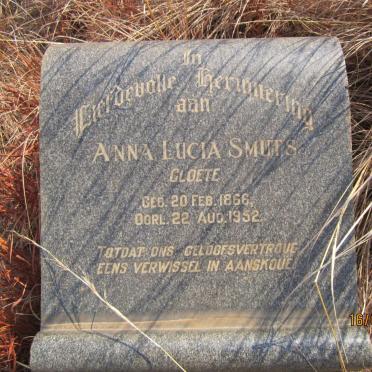 In
Liefdevolle Herinnering
aan
ANNA LUCIA SMUTS
CLOETE
GEB. 20 FEB. 1866,
OORL. 22 AUG. 1952.
TOTDAT ONS GELOOFSVERTROUE
EENS VERWISSEL IN AANSKOUE.
16/